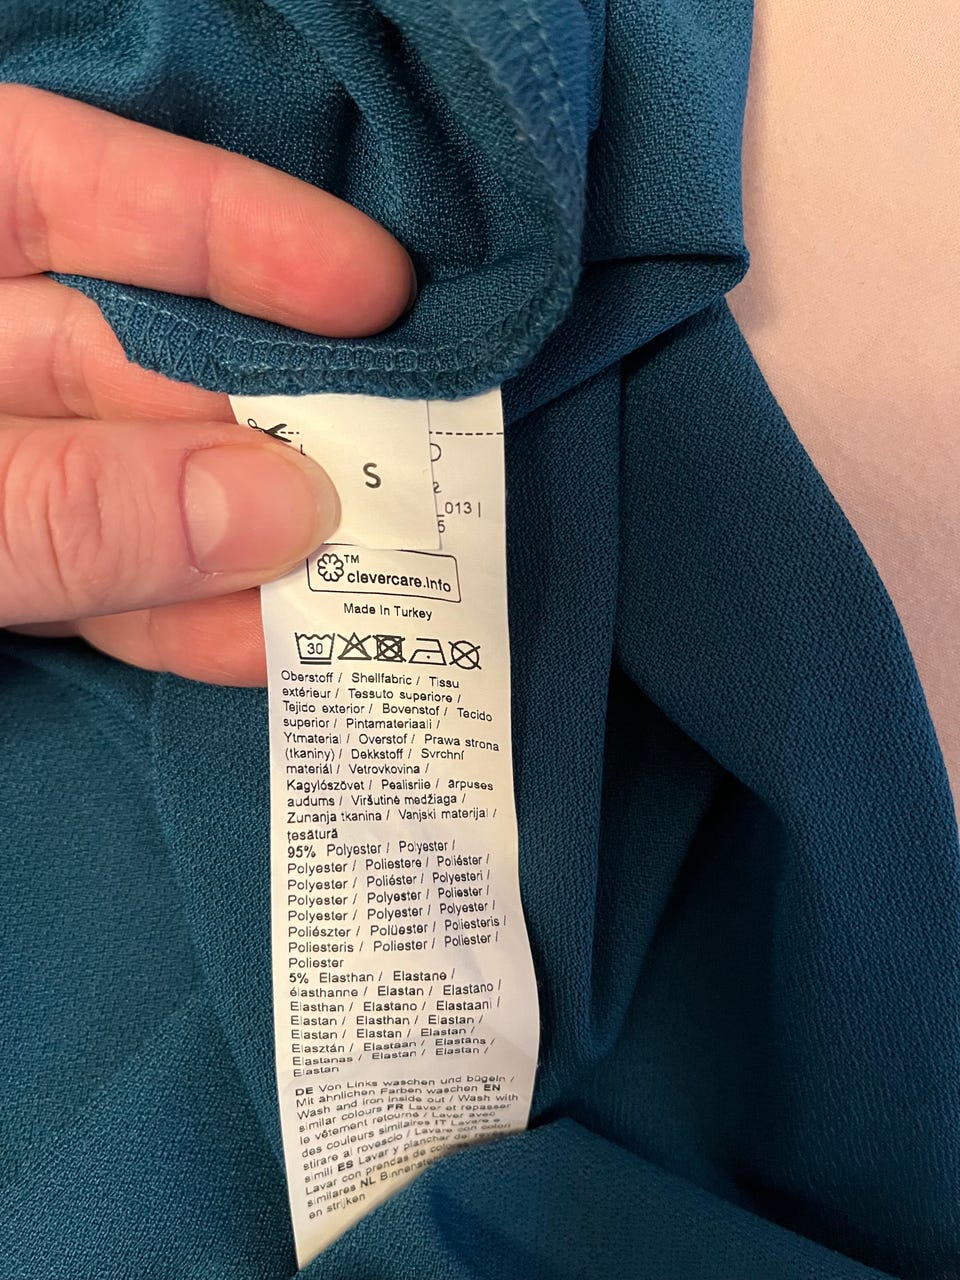 S
013 |
5
TM
clevercare.info
Made in Turkey
30
Oberstoff / Shellfabric / Tissu
extérieur / Tessuto superiore /
Tejido exterior / Bovenstof / Tecido
superior / Pintamateriaali /
Ytmaterial / Overstof / Prawa strona
(tkaniny) / Dekkstoff / Svrchní
materiál / Vetrovkovina /
Kagylószövet / Pealisriie / ārpuses
audums / Viršutinė medžiaga /
Zunanja tkanina / Vanjski materijal /
țesătură
95% Polyester / Polyester /
Polyester / Poliestere / Poliéster /
Polyester / Poliéster / Polyesteri /
Polyester / Polyester / Poliester /
Polyester / Polyester / Polyester /
Poliészter / Polüester / Poliesteris /
Poliesteris / Poliester / Poliester /
Poliester
5% Elasthan / Elastane /
élasthanne / Elastan / Elastano /
Elasthan / Elastano / Elastaani /
Elastan / Elasthan / Elastan /
Elastan / Elastan / Elastan /
Elasztán / Elastaan / Elastāns /
Elastanas / Elastan / Elastan /
Elastan
DE Von Links waschen und bügeln /
Mit ähnlichen Farben waschen EN
Wash and iron inside out / Wash with
similar colours FR Laver et repasser
le vêtement retourné / Laver avec
des couleurs similaires IT Lavare e
stirare al rovescio / Lavare con colori
simili ES Lavar y planchar del
Lavar con prendas de
similares NL
en strijken